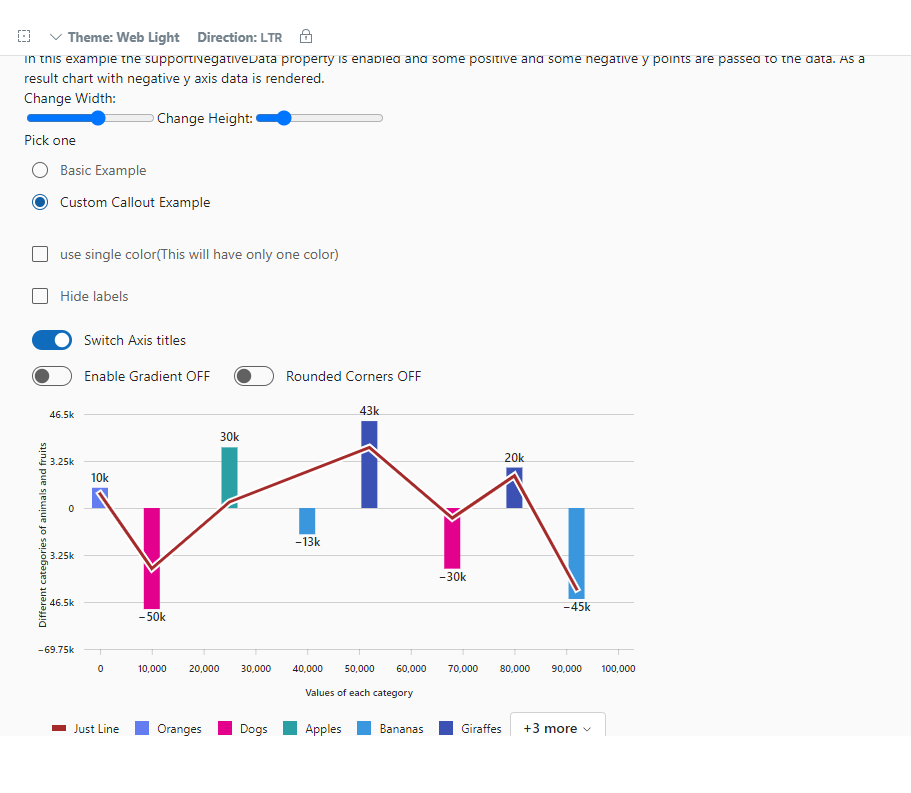 Theme: Web Light Direction: LTR
In this example the supportNegativeData property is enabled and some positive and some negative y points are passed to the data. As a
result chart with negative y axis data is rendered.
Change Width:
Change Height:
Pick one
Basic Example
Custom Callout Example
use single color(This will have only one color)
Hide labels
Switch Axis titles
Enable Gradient OFF Rounded Corners OFF
46.5k
3.25k
0
3.25k
-46.5k
−69.75k
Different categories of animals and fruits
10k
−50k
30k
−13k
43k
−30k
20k
−45k
0 10,000 20,000 30,000 40,000 50,000 60,000 70,000 80,000 90,000 100,000
Values of each category
Just Line Oranges Dogs Apples Bananas Giraffes +3 more